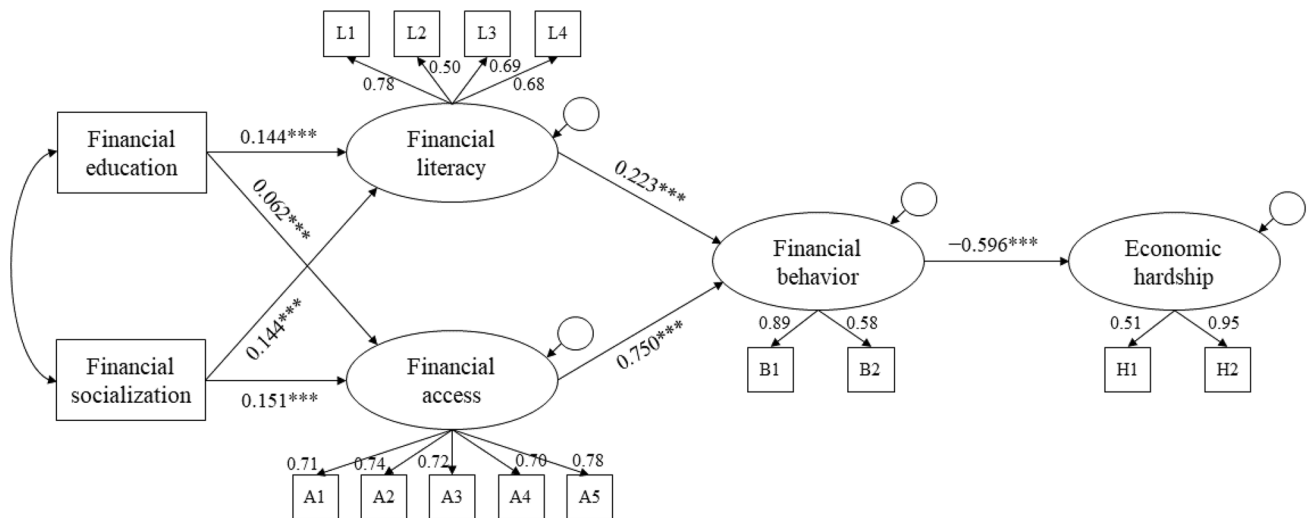 L1
L2
L3
L4
0.78
0.50
0.69
0.68
Financial
education
0.144***
Financial
literacy
0.062***
0.223***
Financial
behavior
−0.596***
Economic
hardship
0.89
0.58
0.51
0.95
B1
B2
H1
H2
0.144***
0.750***
Financial
socialization
0.151***
Financial
access
0.71
0.74
0.72
0.70
0.78
A1
A2
A3
A4
A5